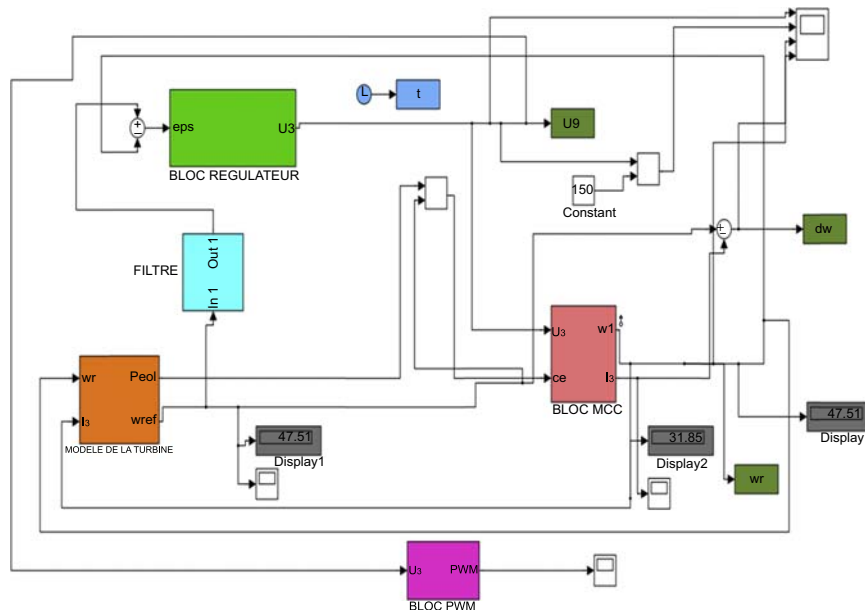 L
t
eps
U3
BLOC REGULATEUR
U9
150
Constant
+
−
dw
FILTRE
Out 1
In 1
+
−
U3
w1
ce
I3
BLOC MCC
wr
Peol
I3
wref
MODELE DE LA TURBINE
47.51
Display1
31.85
Display2
47.51
Display
wr
U3
PWM
BLOC PWM